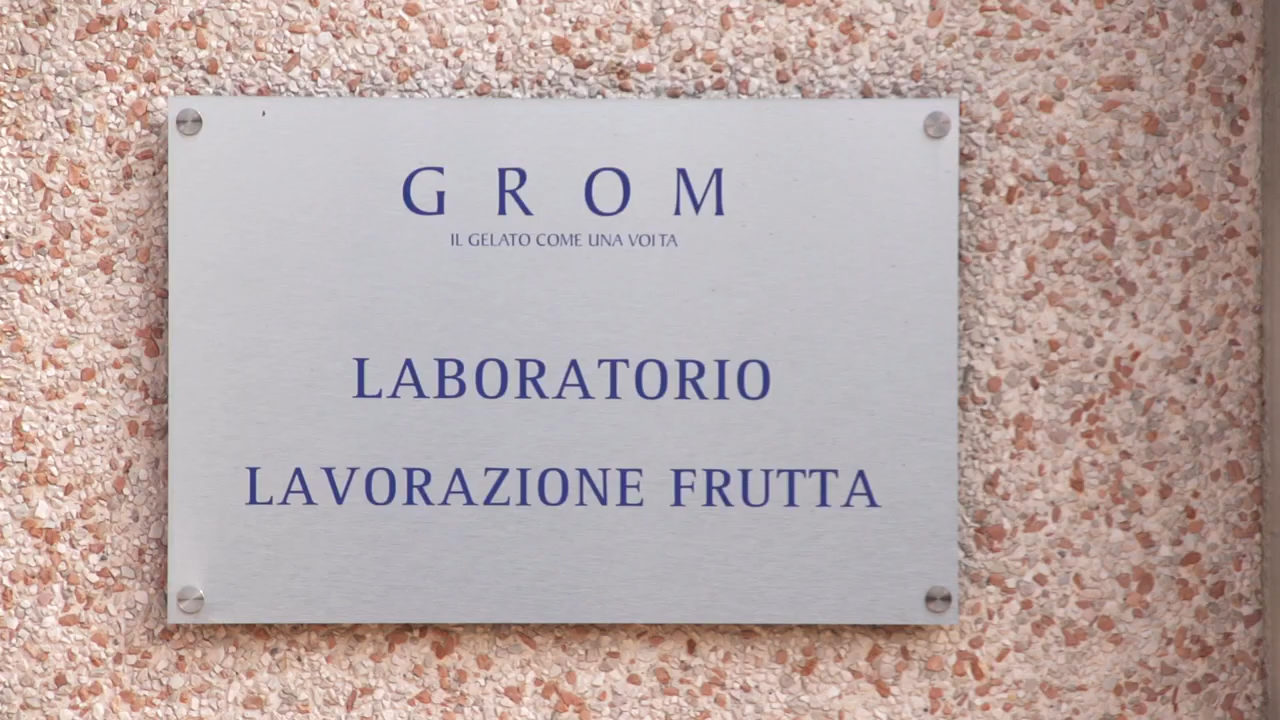 GROM
IL GELATO COME UNA VOLTA
LABORATORIO
LAVORAZIONE FRUTTA